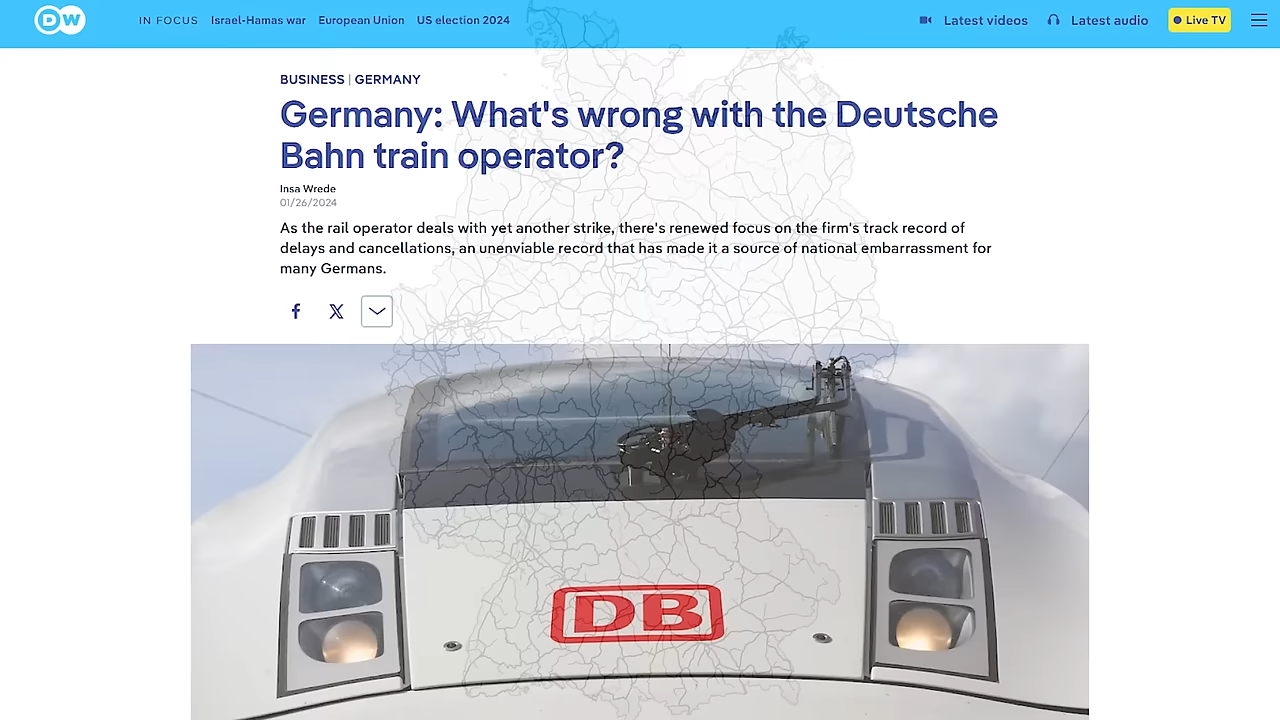 DW
IN FOCUS Israel-Hamas war European Union US election 2024 Latest videos Latest audio Live TV
BUSINESS | GERMANY
Germany: What's wrong with the Deutsche
Bahn train operator?
Insa Wrede
01/26/2024
As the rail operator deals with yet another strike, there's renewed focus on the firm's track record of
delays and cancellations, an unenviable record that has made it a source of national embarrassment for
many Germans.
DB